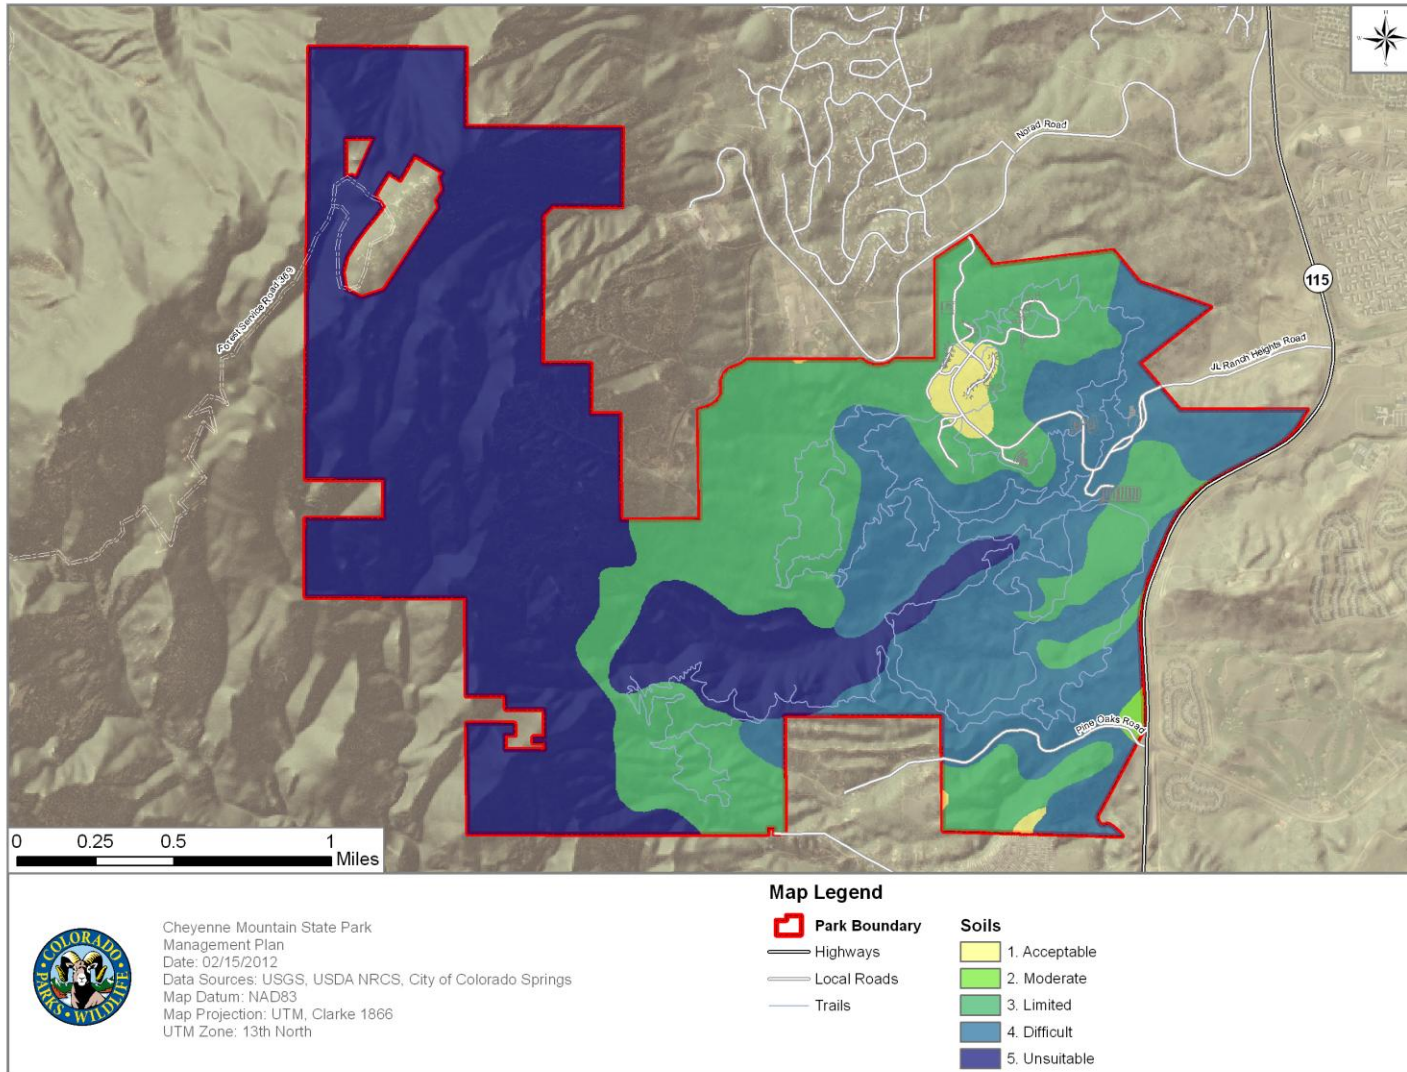 N
W
E
S
Norad Road
115
Forest Service Road 369
JL Ranch Heights Road
Pine Oaks Road
0 0.25 0.5 1
Miles
Map Legend
Park Boundary
Highways
Local Roads
Trails
Soils
1. Acceptable
2. Moderate
3. Limited
4. Difficult
5. Unsuitable
COLORADO
PARKS & WILDLIFE
Cheyenne Mountain State Park
Management Plan
Date: 02/15/2012
Data Sources: USGS, USDA NRCS, City of Colorado Springs
Map Datum: NAD83
Map Projection: UTM, Clarke 1866
UTM Zone: 13th North